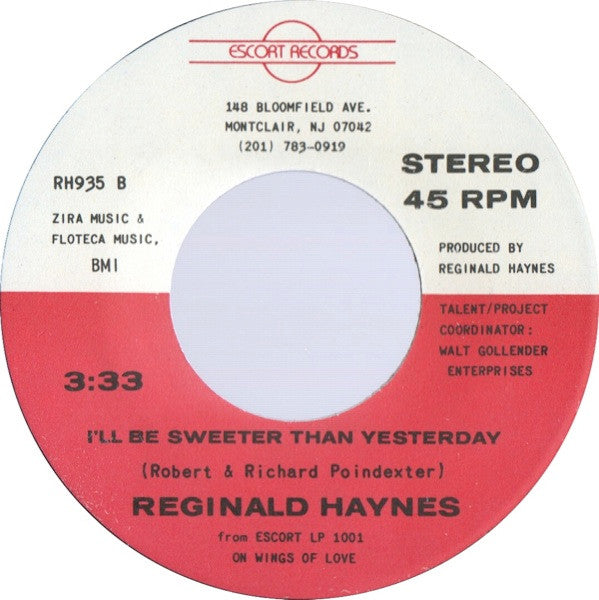 ESCORT RECORDS
148 BLOOMFIELD AVE.
MONTCLAIR, NJ 07042
(201) 783-0919
STEREO
45 RPM
RH935 B
ZIRA MUSIC &
FLOTECA MUSIC,
BMI
PRODUCED BY
REGINALD HAYNES
TALENT/PROJECT
COORDINATOR:
WALT GOLLENDER
ENTERPRISES
3:33
I'LL BE SWEETER THAN YESTERDAY
(Robert & Richard Poindexter)
REGINALD HAYNES
from ESCORT LP 1001
ON WINGS OF LOVE